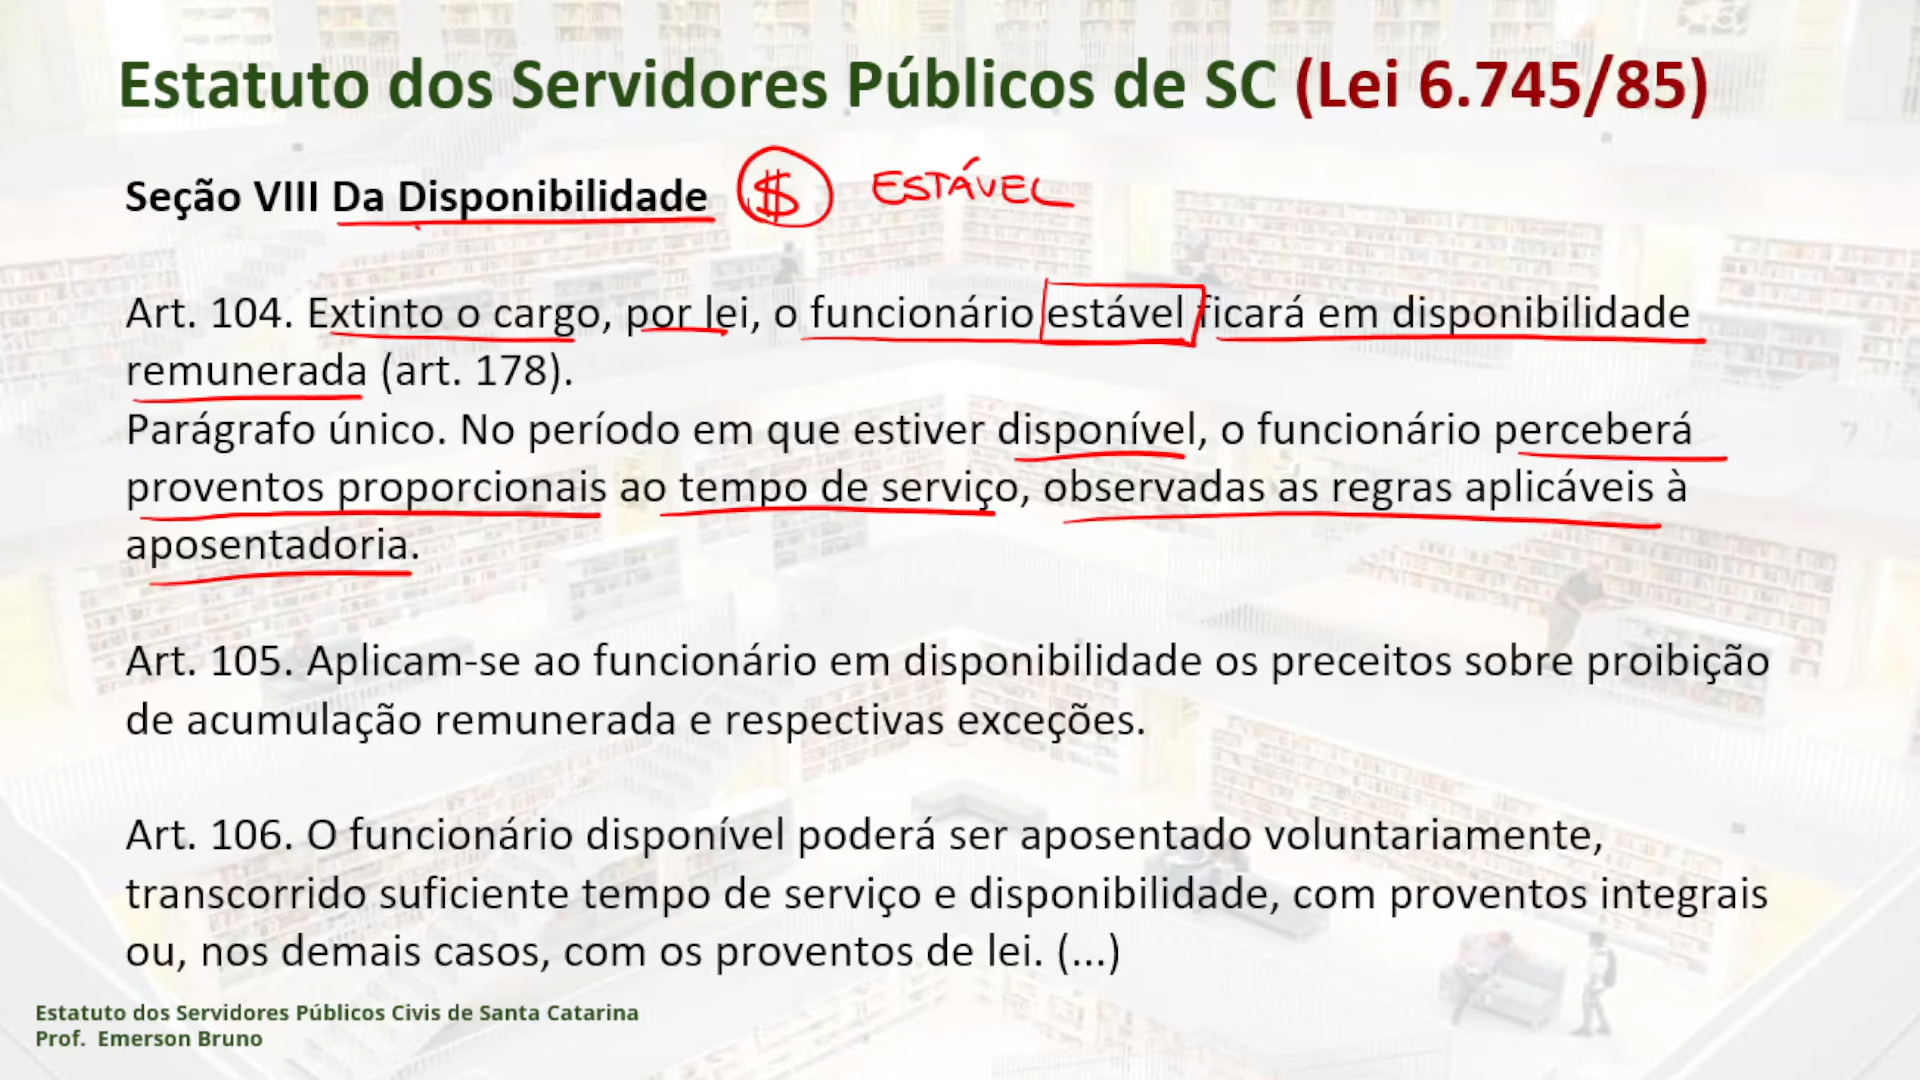 Estatuto dos Servidores Públicos de SC (Lei 6.745/85)
Seção VIII Da Disponibilidade $ ESTÁVEL
Art. 104. Extinto o cargo, por lei, o funcionário estável ficará em disponibilidade
remunerada (art. 178).
Parágrafo único. No período em que estiver disponível, o funcionário perceberá
proventos proporcionais ao tempo de serviço, observadas as regras aplicáveis à
aposentadoria.
Art. 105. Aplicam-se ao funcionário em disponibilidade os preceitos sobre proibição
de acumulação remunerada e respectivas exceções.
Art. 106. O funcionário disponível poderá ser aposentado voluntariamente,
transcorrido suficiente tempo de serviço e disponibilidade, com proventos integrais
ou, nos demais casos, com os proventos de lei. (...)
Estatuto dos Servidores Públicos Civis de Santa Catarina
Prof. Emerson Bruno